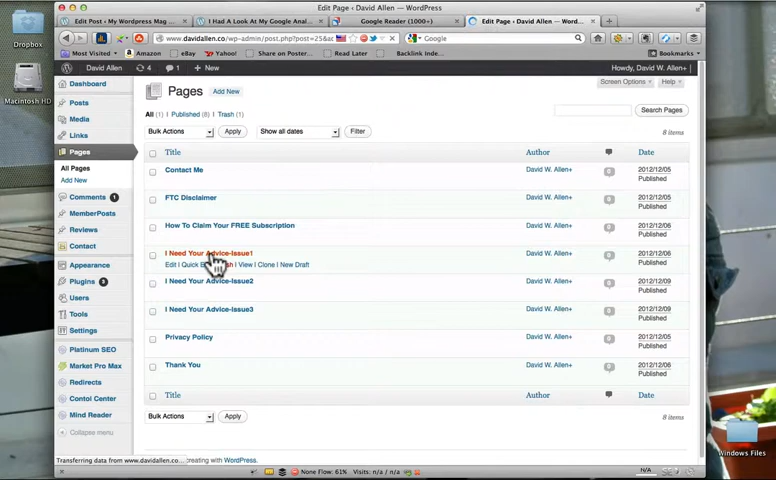 Edit Page ‹ David Allen — WordPress
Edit Post ‹ My Wordpress Mag ...
I Had A Look At My Google Anal...
Google Reader (1000+)
Edit Page ‹ David Allen — Word...
www.davidallen.co/wp-admin/post.php?post=25&ac
Google
Most Visited
Amazon
eBay
Yahoo!
Share on Poster...
Read Later
Backlink Inde...
Bookmarks
David Allen
4
1
+ New
Howdy, David W. Allen+
Dropbox
Macintosh HD
Windows Files
Dashboard
Posts
Media
Links
Pages
All Pages
Add New
Comments 1
MemberPosts
Reviews
Contact
Appearance
Plugins 3
Users
Tools
Settings
Platinum SEO
Market Pro Max
Redirects
Contol Center
Mind Reader
Collapse menu
Screen Options
Help
Pages
Add New
All (1) | Published (8) | Trash (1)
Search Pages
Bulk Actions
Apply
Show all dates
Filter
8 items
Title
Author
Date
Contact Me
David W. Allen+
0
2012/12/05
Published
FTC Disclaimer
David W. Allen+
0
2012/12/05
Published
How To Claim Your FREE Subscription
David W. Allen+
0
2012/12/06
Published
I Need Your Advice-Issue1
Edit | Quick | View | Clone | New Draft
David W. Allen+
0
2012/12/06
Published
I Need Your Advice-Issue2
David W. Allen+
0
2012/12/09
Published
I Need Your Advice-Issue3
David W. Allen+
0
2012/12/09
Published
Privacy Policy
David W. Allen+
0
2012/12/05
Published
Thank You
David W. Allen+
0
2012/12/06
Published
Title
Author
Date
Bulk Actions
Apply
8 items
creating with WordPress.
Transferring data from www.davidallen.co...
None Flow: 61%
Visits: n/a / n/a
N/A